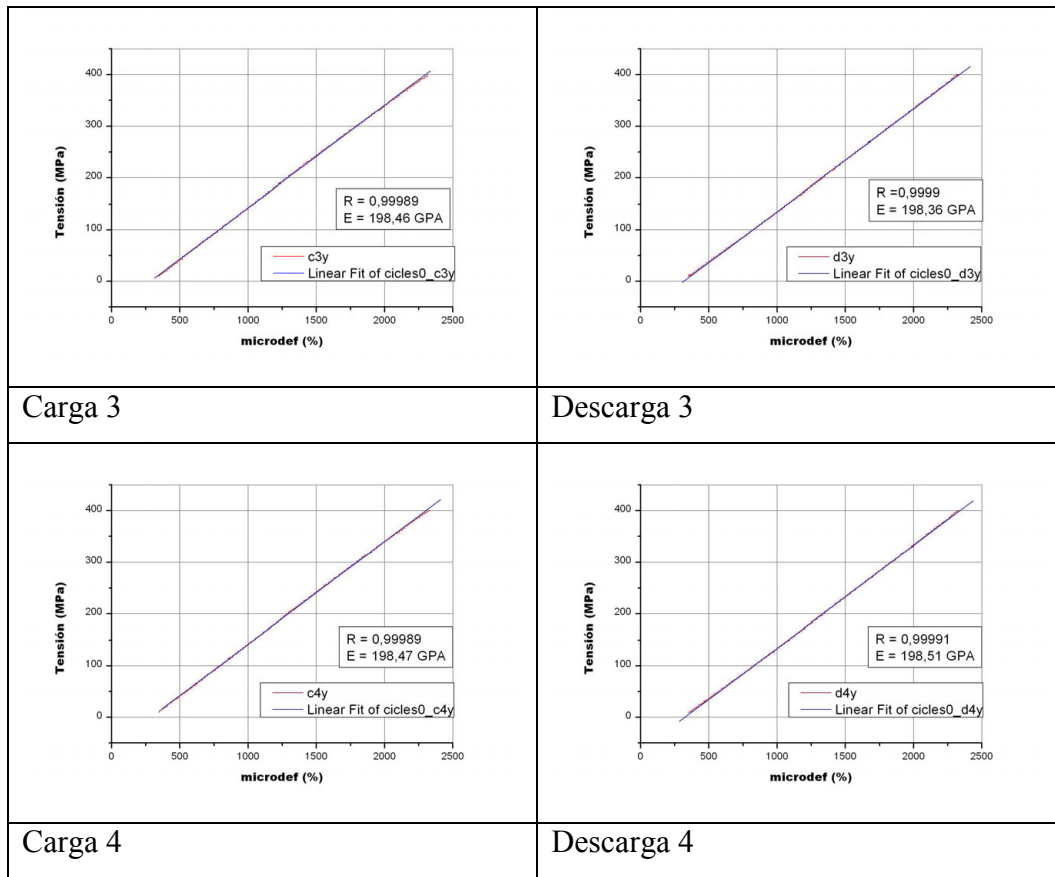 400
300
200
100
0
Tensión (MPa)
R = 0,99989
E = 198,46 GPA
c3y
Linear Fit of cicles0_c3y
0 500 1000 1500 2000 2500
microdef (%)
400
300
200
100
0
Tensión (MPa)
R =0,9999
E = 198,36 GPA
d3y
Linear Fit of cicles0_d3y
0 500 1000 1500 2000 2500
microdef (%)
Carga 3
Descarga 3
400
300
200
100
0
Tensión (MPa)
R = 0,99989
E = 198,47 GPA
c4y
Linear Fit of cicles0_c4y
0 500 1000 1500 2000 2500
microdef (%)
400
300
200
100
0
Tensión (MPa)
R = 0,99991
E = 198,51 GPA
d4y
Linear Fit of cicles0_d4y
0 500 1000 1500 2000 2500
microdef (%)
Carga 4
Descarga 4